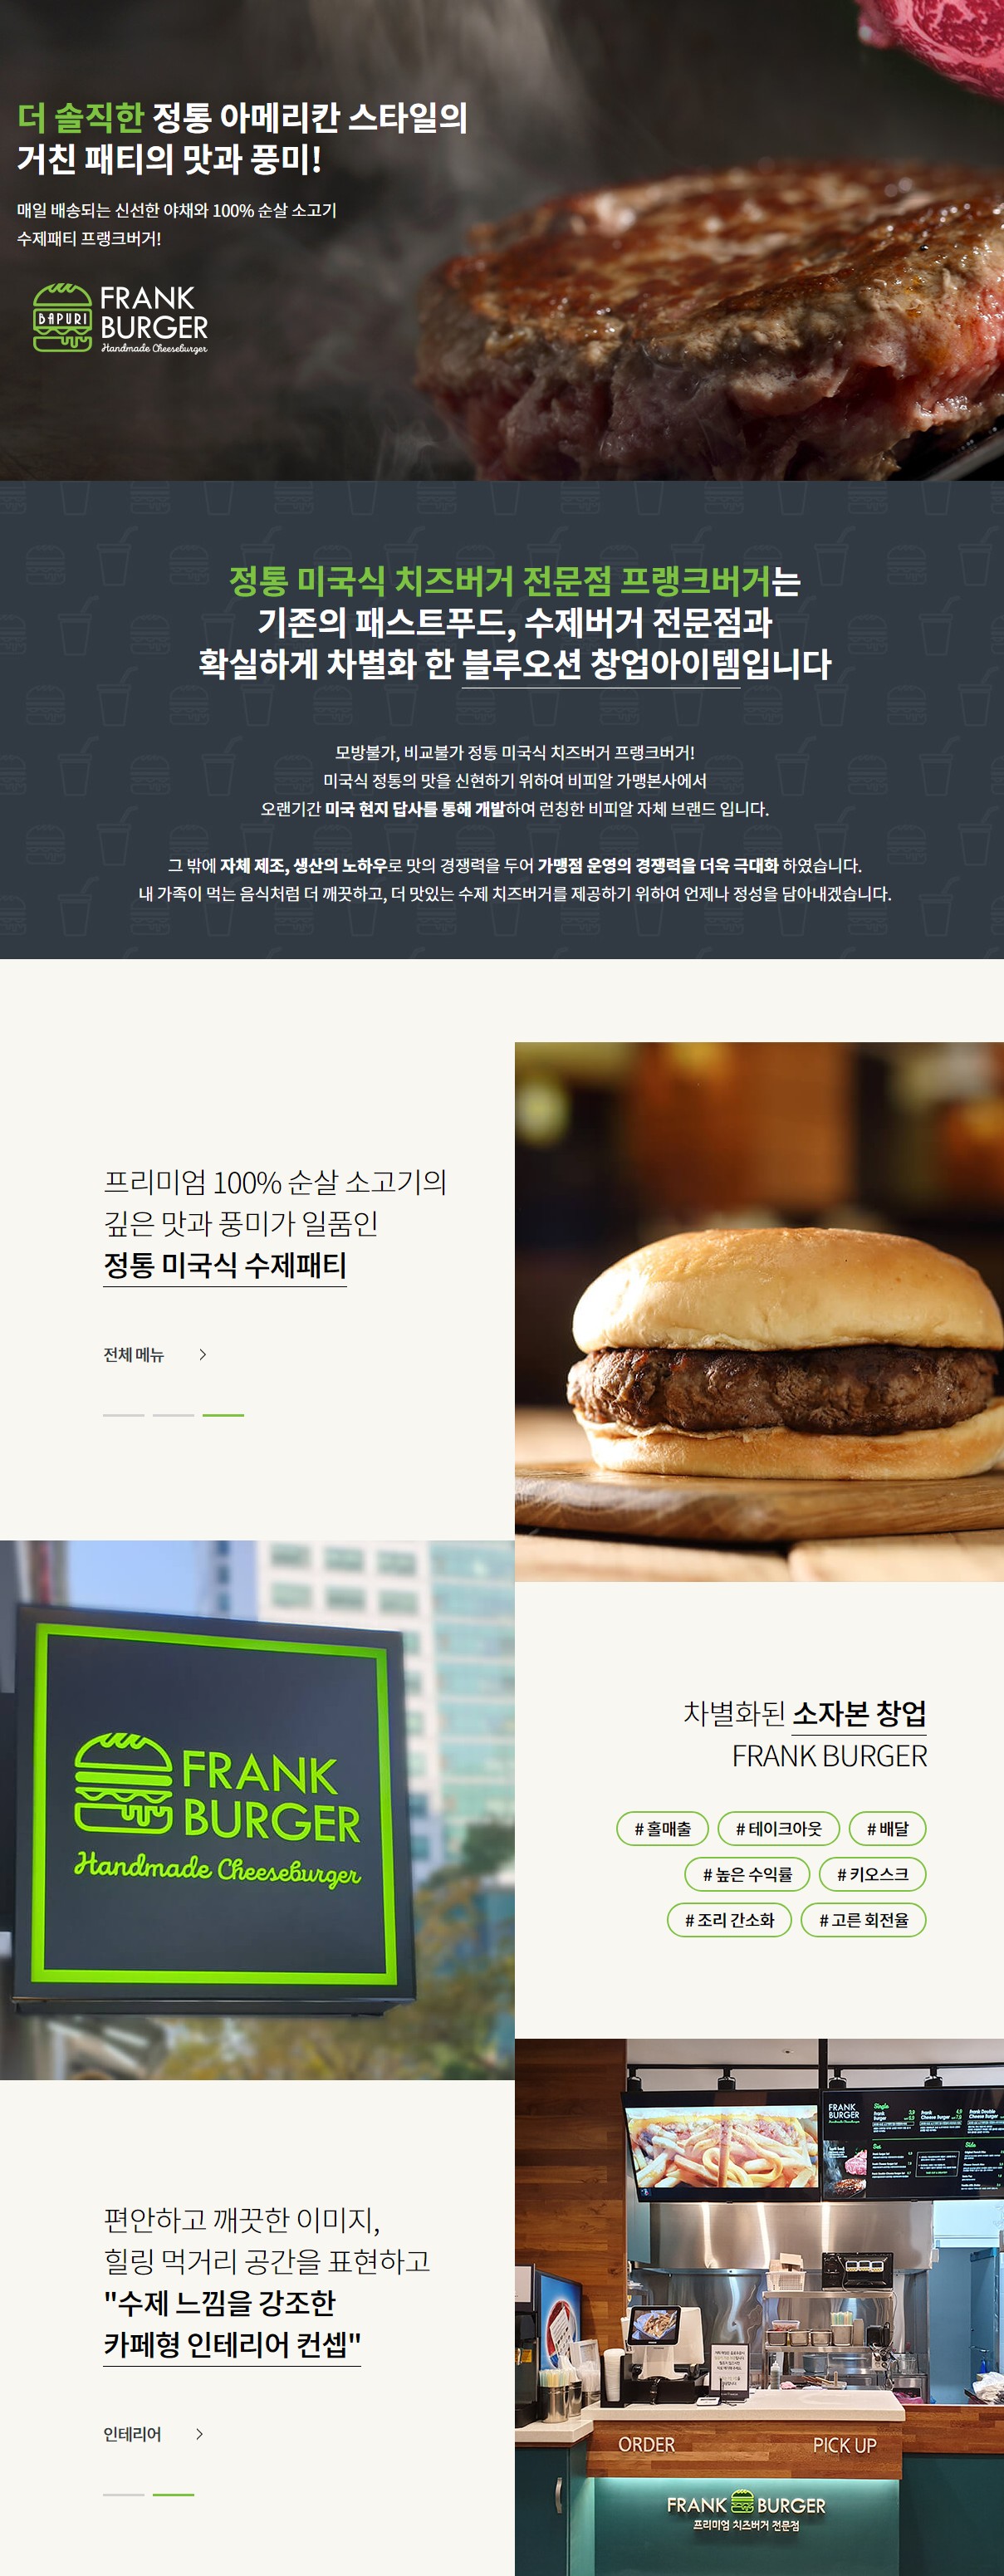 더 솔직한 정통 아메리칸 스타일의
거친 패티의 맛과 풍미!
매일 배송되는 신선한 야채와 100% 순살 소고기
수제패티 프랭크버거!
BAPURI
FRANK
BURGER
Handmade Cheeseburger
정통 미국식 치즈버거 전문점 프랭크버거는
기존의 패스트푸드, 수제버거 전문점과
확실하게 차별화 한 블루오션 창업아이템입니다
모방불가, 비교불가 정통 미국식 치즈버거 프랭크버거!
미국식 정통의 맛을 신현하기 위하여 비피알 가맹본사에서
오랜기간 미국 현지 답사를 통해 개발하여 런칭한 비피알 자체 브랜드 입니다.
그 밖에 자체 제조, 생산의 노하우로 맛의 경쟁력을 두어 가맹점 운영의 경쟁력을 더욱 극대화 하였습니다.
내 가족이 먹는 음식처럼 더 깨끗하고, 더 맛있는 수제 치즈버거를 제공하기 위하여 언제나 정성을 담아내겠습니다.
프리미엄 100% 순살 소고기의
깊은 맛과 풍미가 일품인
정통 미국식 수제패티
전체 메뉴
FRANK
BURGER
Handmade Cheeseburger
차별화된 소자본 창업
FRANK BURGER
# 홀매출 # 테이크아웃 # 배달
# 높은 수익률 # 키오스크
# 조리 간소화 # 고른 회전율
편안하고 깨끗한 이미지,
힐링 먹거리 공간을 표현하고
"수제 느낌을 강조한
카페형 인테리어 컨셉"
인테리어
FRANK
BURGER
Single
Set
Side
ORDER PICK UP
FRANK BURGER
프리미엄 치즈버거 전문점